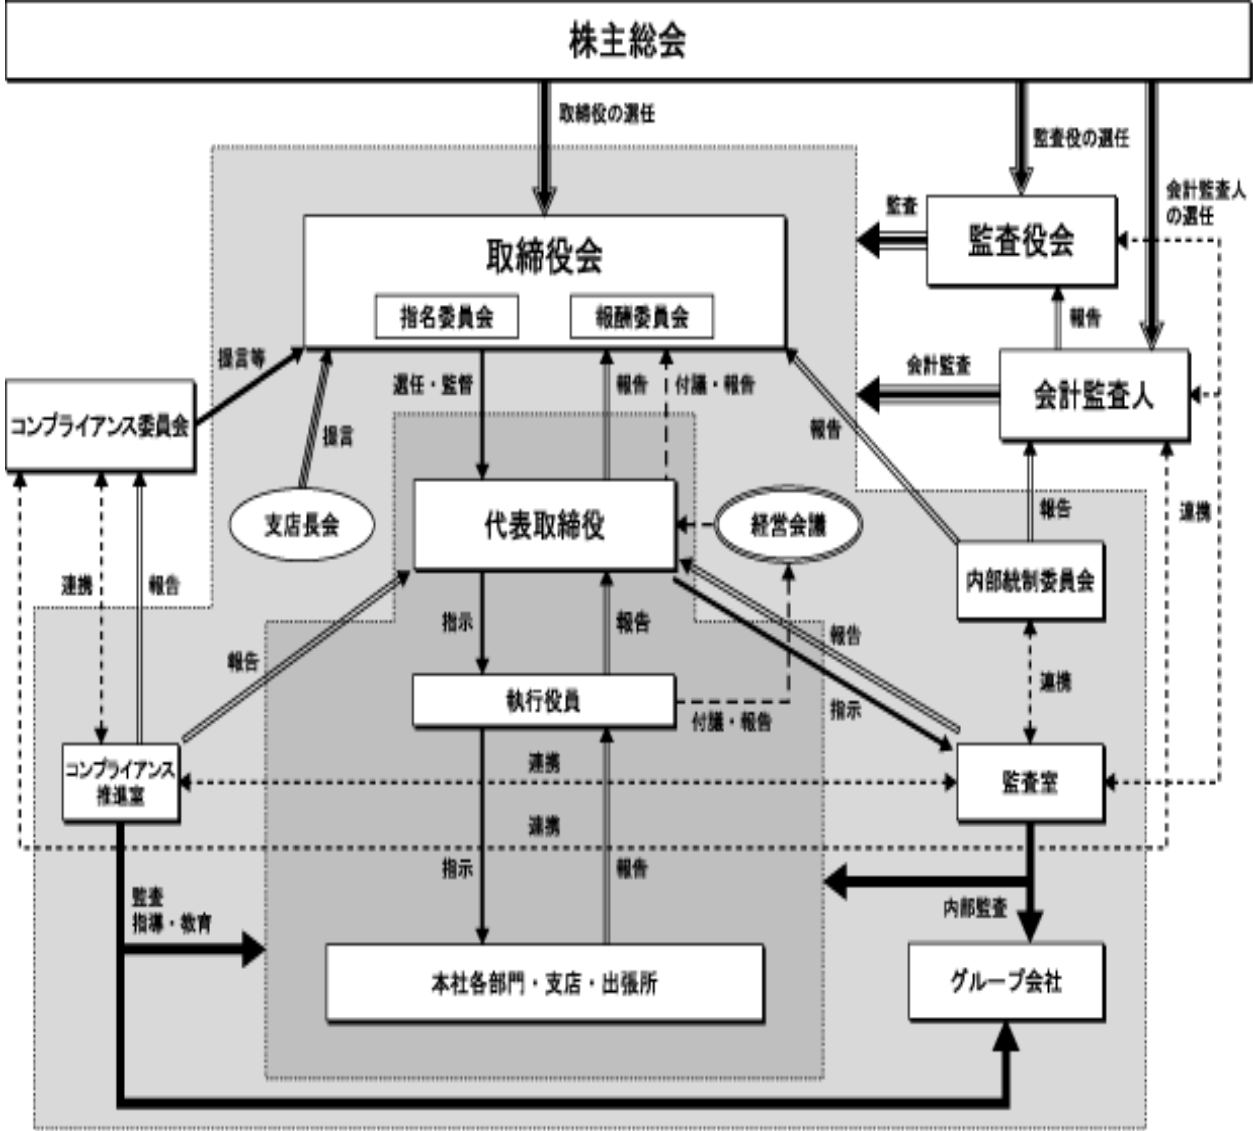 株主総会
取締役の選任
監査役の選任
会計監査人
の選任
監査
監査役会
取締役会
指名委員会
報酬委員会
報告
提言等
選任・監督
報告
付議・報告
会計監査
会計監査人
コンプライアンス委員会
提言
報告
支店長会
代表取締役
経営会議
報告
連携
内部統制委員会
連携
報告
指示
報告
報告
報告
連携
執行役員
付議・報告
指示
コンプライアンス
推進室
連携
監査室
連携
指示
報告
監査
指導・教育
内部監査
本社各部門・支店・出張所
グループ会社